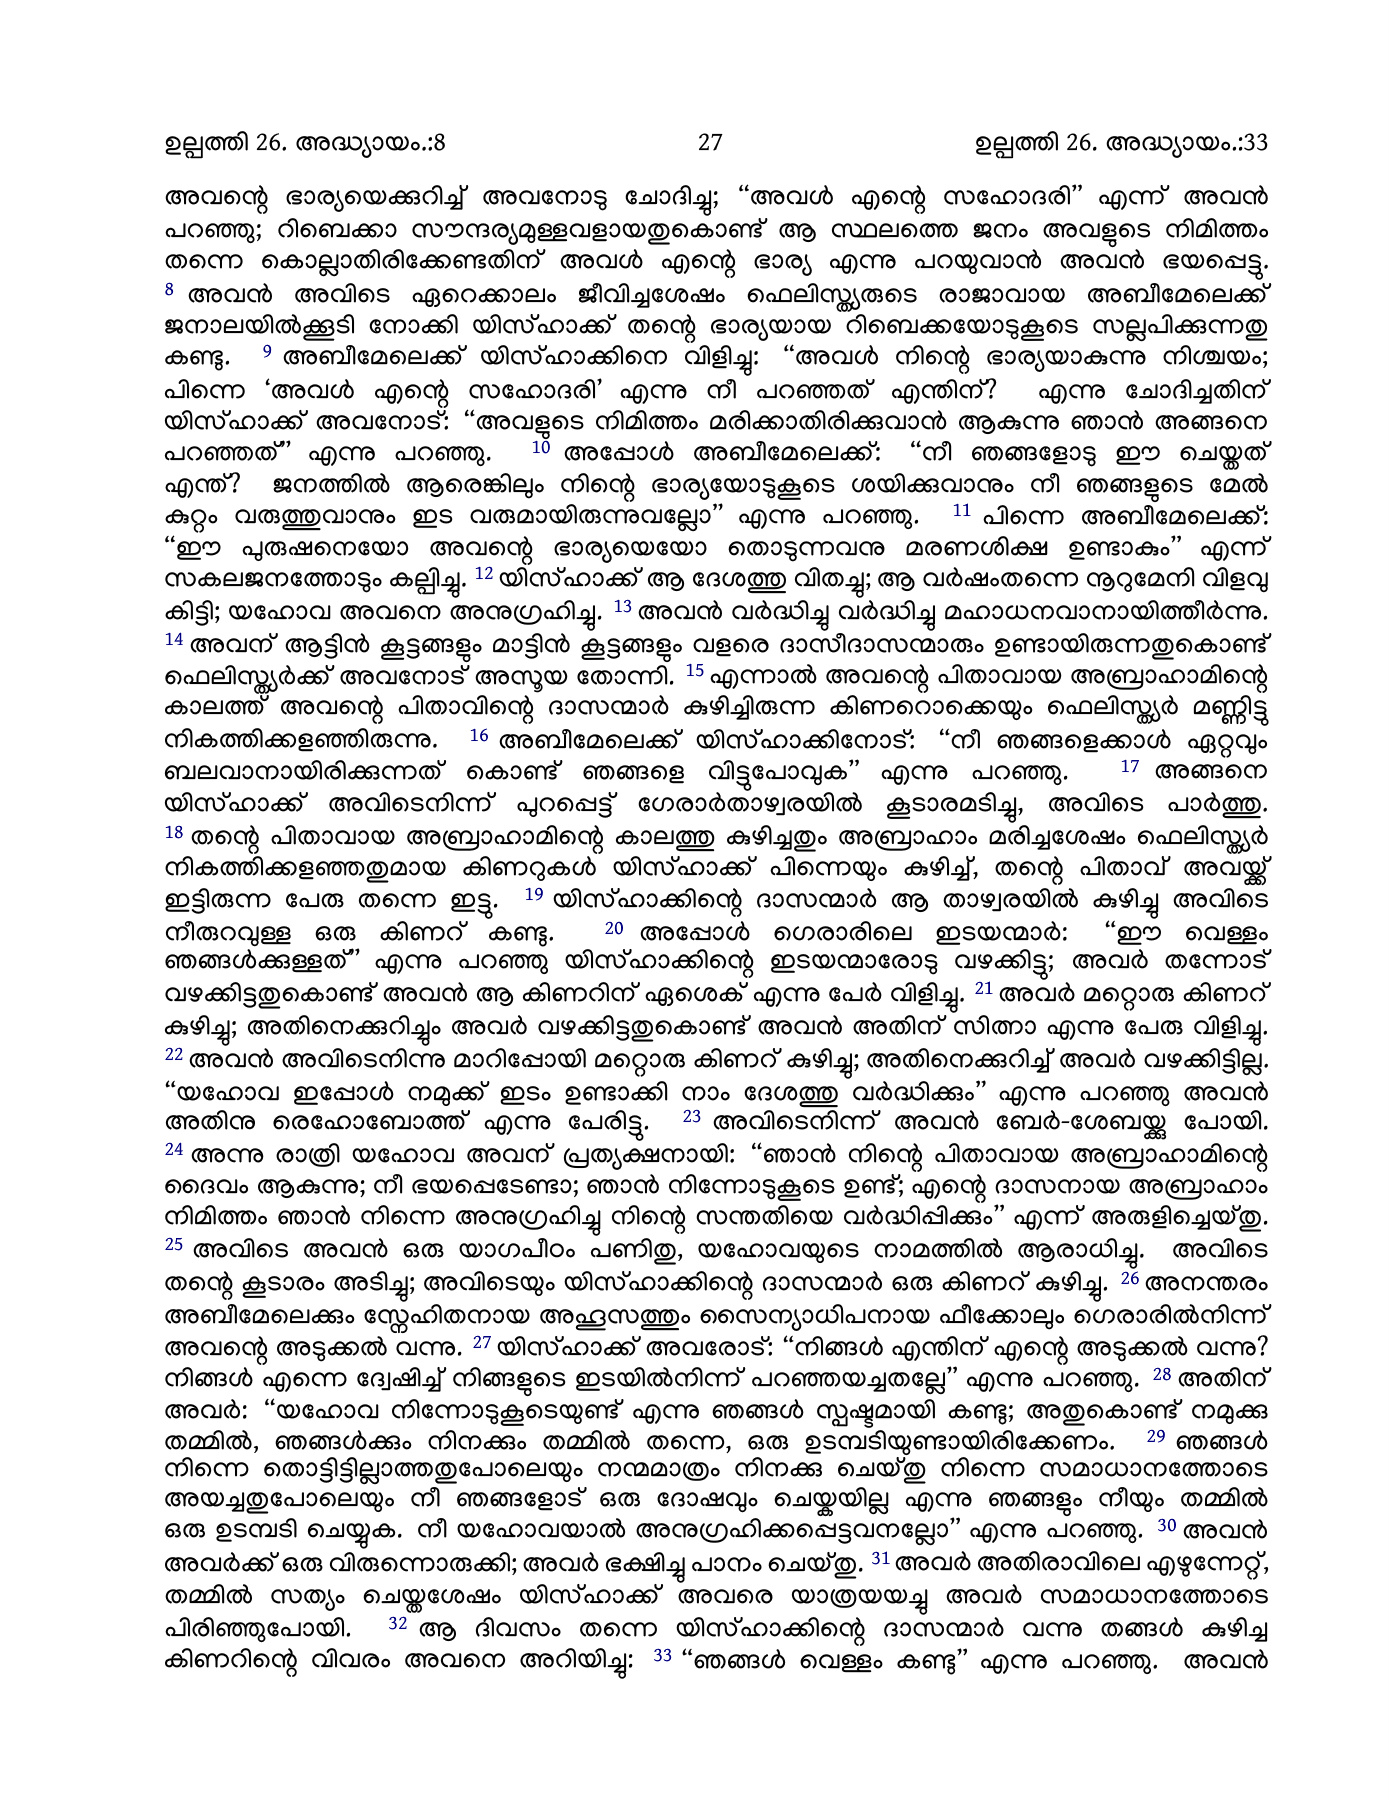 ഉല്പത്തി 26. അദ്ധ്യായം.:8 27 ഉല്പത്തി 26. അദ്ധ്യായം.:33
അവന്റെ ഭാര്യയെക്കുറിച്ച് അവനോടു ചോദിച്ചു; “അവൾ എന്റെ സഹോദരി” എന്ന് അവൻ
പറഞ്ഞു; റിബെക്കാ സൗന്ദര്യമുള്ളവളായതുകൊണ്ട് ആ സ്ഥലത്തെ ജനം അവളുടെ നിമിത്തം
തന്നെ കൊല്ലാതിരിക്കേണ്ടതിന് അവൾ എന്റെ ഭാര്യ എന്നു പറയുവാൻ അവൻ ഭയപ്പെട്ടു.
8 അവൻ അവിടെ ഏറെക്കാലം ജീവിച്ചശേഷം ഫെലിസ്ത്യരുടെ രാജാവായ അബീമേലെക്ക്
ജനാലയിൽക്കൂടി നോക്കി യിസ്ഹാക്ക് തന്റെ ഭാര്യയായ റിബെക്കയോടുകൂടെ സല്ലപിക്കുന്നതു
കണ്ടു. 9 അബീമേലെക്ക് യിസ്ഹാക്കിനെ വിളിച്ചു: “അവൾ നിന്റെ ഭാര്യയാകുന്നു നിശ്ചയം;
പിന്നെ ‘അവൾ എന്റെ സഹോദരി’ എന്നു നീ പറഞ്ഞത് എന്തിന്? എന്നു ചോദിച്ചതിന്
യിസ്ഹാക്ക് അവനോട്: “അവളുടെ നിമിത്തം മരിക്കാതിരിക്കുവാൻ ആകുന്നു ഞാൻ അങ്ങനെ
പറഞ്ഞത്” എന്നു പറഞ്ഞു. 10 അപ്പോൾ അബീമേലെക്ക്: “നീ ഞങ്ങളോടു ഈ ചെയ്തത്
എന്ത്? ജനത്തിൽ ആരെങ്കിലും നിന്റെ ഭാര്യയോടുകൂടെ ശയിക്കുവാനും നീ ഞങ്ങളുടെ മേൽ
കുറ്റം വരുത്തുവാനും ഇട വരുമായിരുന്നുവല്ലോ” എന്നു പറഞ്ഞു. 11 പിന്നെ അബീമേലെക്ക്:
“ഈ പുരുഷനെയോ അവന്റെ ഭാര്യയെയോ തൊടുന്നവനു മരണശിക്ഷ ഉണ്ടാകും” എന്ന്
സകലജനത്തോടും കല്പിച്ചു. 12 യിസ്ഹാക്ക് ആ ദേശത്തു വിതച്ചു; ആ വർഷംതന്നെ നൂറുമേനി വിളവു
കിട്ടി; യഹോവ അവനെ അനുഗ്രഹിച്ചു. 13 അവൻ വർദ്ധിച്ചു വർദ്ധിച്ചു മഹാധനവാനായിത്തീർന്നു.
14 അവന് ആട്ടിൻ കൂട്ടങ്ങളും മാട്ടിൻ കൂട്ടങ്ങളും വളരെ ദാസീദാസന്മാരും ഉണ്ടായിരുന്നതുകൊണ്ട്
ഫെലിസ്ത്യർക്ക് അവനോട് അസൂയ തോന്നി. 15 എന്നാൽ അവന്റെ പിതാവായ അബ്രാഹാമിന്റെ
കാലത്ത് അവന്റെ പിതാവിന്റെ ദാസന്മാർ കുഴിച്ചിരുന്ന കിണറൊക്കെയും ഫെലിസ്ത്യർ മണ്ണിട്ടു
നികത്തിക്കളഞ്ഞിരുന്നു. 16 അബീമേലെക്ക് യിസ്ഹാക്കിനോട്: “നീ ഞങ്ങളെക്കാൾ ഏറ്റവും
ബലവാനായിരിക്കുന്നത് കൊണ്ട് ഞങ്ങളെ വിട്ടുപോവുക” എന്നു പറഞ്ഞു. 17 അങ്ങനെ
യിസ്ഹാക്ക് അവിടെനിന്ന് പുറപ്പെട്ട് ഗേരാർതാഴ്വരയിൽ കൂടാരമടിച്ചു, അവിടെ പാർത്തു.
18 തന്റെ പിതാവായ അബ്രാഹാമിന്റെ കാലത്തു കുഴിച്ചതും അബ്രാഹാം മരിച്ചശേഷം ഫെലിസ്ത്യർ
നികത്തിക്കളഞ്ഞതുമായ കിണറുകൾ യിസ്ഹാക്ക് പിന്നെയും കുഴിച്ച്, തന്റെ പിതാവ് അവയ്ക്ക്
ഇട്ടിരുന്ന പേരു തന്നെ ഇട്ടു. 19 യിസ്ഹാക്കിന്റെ ദാസന്മാർ ആ താഴ്വരയിൽ കുഴിച്ചു അവിടെ
നീരുറവുള്ള ഒരു കിണറ് കണ്ടു. 20 അപ്പോൾ ഗെരാരിലെ ഇടയന്മാർ: “ഈ വെള്ളം
ഞങ്ങൾക്കുള്ളത്” എന്നു പറഞ്ഞു യിസ്ഹാക്കിന്റെ ഇടയന്മാരോടു വഴക്കിട്ടു; അവർ തന്നോട്
വഴക്കിട്ടതുകൊണ്ട് അവൻ ആ കിണറിന് ഏശെക് എന്നു പേർ വിളിച്ചു. 21 അവർ മറ്റൊരു കിണറ്
കുഴിച്ചു; അതിനെക്കുറിച്ചും അവർ വഴക്കിട്ടതുകൊണ്ട് അവൻ അതിന് സിത്നാ എന്നു പേരു വിളിച്ചു.
22 അവൻ അവിടെനിന്നു മാറിപ്പോയി മറ്റൊരു കിണറ് കുഴിച്ചു; അതിനെക്കുറിച്ച് അവർ വഴക്കിട്ടില്ല.
“യഹോവ ഇപ്പോൾ നമുക്ക് ഇടം ഉണ്ടാക്കി നാം ദേശത്തു വർദ്ധിക്കും” എന്നു പറഞ്ഞു അവൻ
അതിനു രെഹോബോത്ത് എന്നു പേരിട്ടു. 23 അവിടെനിന്ന് അവൻ ബേർ-ശേബയ്ക്കു പോയി.
24 അന്നു രാത്രി യഹോവ അവന് പ്രത്യക്ഷനായി: “ഞാൻ നിന്റെ പിതാവായ അബ്രാഹാമിന്റെ
ദൈവം ആകുന്നു; നീ ഭയപ്പെടേണ്ടാ; ഞാൻ നിന്നോടുകൂടെ ഉണ്ട്; എന്റെ ദാസനായ അബ്രാഹാം
നിമിത്തം ഞാൻ നിന്നെ അനുഗ്രഹിച്ചു നിന്റെ സന്തതിയെ വർദ്ധിപ്പിക്കും” എന്ന് അരുളിച്ചെയ്തു.
25 അവിടെ അവൻ ഒരു യാഗപീഠം പണിതു, യഹോവയുടെ നാമത്തിൽ ആരാധിച്ചു. അവിടെ
തന്റെ കൂടാരം അടിച്ചു; അവിടെയും യിസ്ഹാക്കിന്റെ ദാസന്മാർ ഒരു കിണറ് കുഴിച്ചു. 26 അനന്തരം
അബീമേലെക്കും സ്നേഹിതനായ അഹൂസത്തും സൈന്യാധിപനായ ഫീക്കോലും ഗെരാരിൽനിന്ന്
അവന്റെ അടുക്കൽ വന്നു. 27 യിസ്ഹാക്ക് അവരോട്: “നിങ്ങൾ എന്തിന് എന്റെ അടുക്കൽ വന്നു?
നിങ്ങൾ എന്നെ ദ്വേഷിച്ച് നിങ്ങളുടെ ഇടയിൽനിന്ന് പറഞ്ഞയച്ചതല്ലേ” എന്നു പറഞ്ഞു. 28 അതിന്
അവർ: “യഹോവ നിന്നോടുകൂടെയുണ്ട് എന്നു ഞങ്ങൾ സ്പഷ്ടമായി കണ്ടു; അതുകൊണ്ട് നമുക്കു
തമ്മിൽ, ഞങ്ങൾക്കും നിനക്കും തമ്മിൽ തന്നെ, ഒരു ഉടമ്പടിയുണ്ടായിരിക്കേണം. 29 ഞങ്ങൾ
നിന്നെ തൊട്ടിട്ടില്ലാത്തതുപോലെയും നന്മമാത്രം നിനക്കു ചെയ്തു നിന്നെ സമാധാനത്തോടെ
അയച്ചതുപോലെയും നീ ഞങ്ങളോട് ഒരു ദോഷവും ചെയ്കയില്ല എന്നു ഞങ്ങളും നീയും തമ്മിൽ
ഒരു ഉടമ്പടി ചെയ്യുക. നീ യഹോവയാൽ അനുഗ്രഹിക്കപ്പെട്ടവനല്ലോ” എന്നു പറഞ്ഞു. 30 അവൻ
അവർക്ക് ഒരു വിരുന്നൊരുക്കി; അവർ ഭക്ഷിച്ചു പാനം ചെയ്തു. 31 അവർ അതിരാവിലെ എഴുന്നേറ്റ്,
തമ്മിൽ സത്യം ചെയ്തശേഷം യിസ്ഹാക്ക് അവരെ യാത്രയയച്ചു അവർ സമാധാനത്തോടെ
പിരിഞ്ഞുപോയി. 32 ആ ദിവസം തന്നെ യിസ്ഹാക്കിന്റെ ദാസന്മാർ വന്നു തങ്ങൾ കുഴിച്ച
കിണറിന്റെ വിവരം അവനെ അറിയിച്ചു: 33 “ഞങ്ങൾ വെള്ളം കണ്ടു” എന്നു പറഞ്ഞു. അവൻ